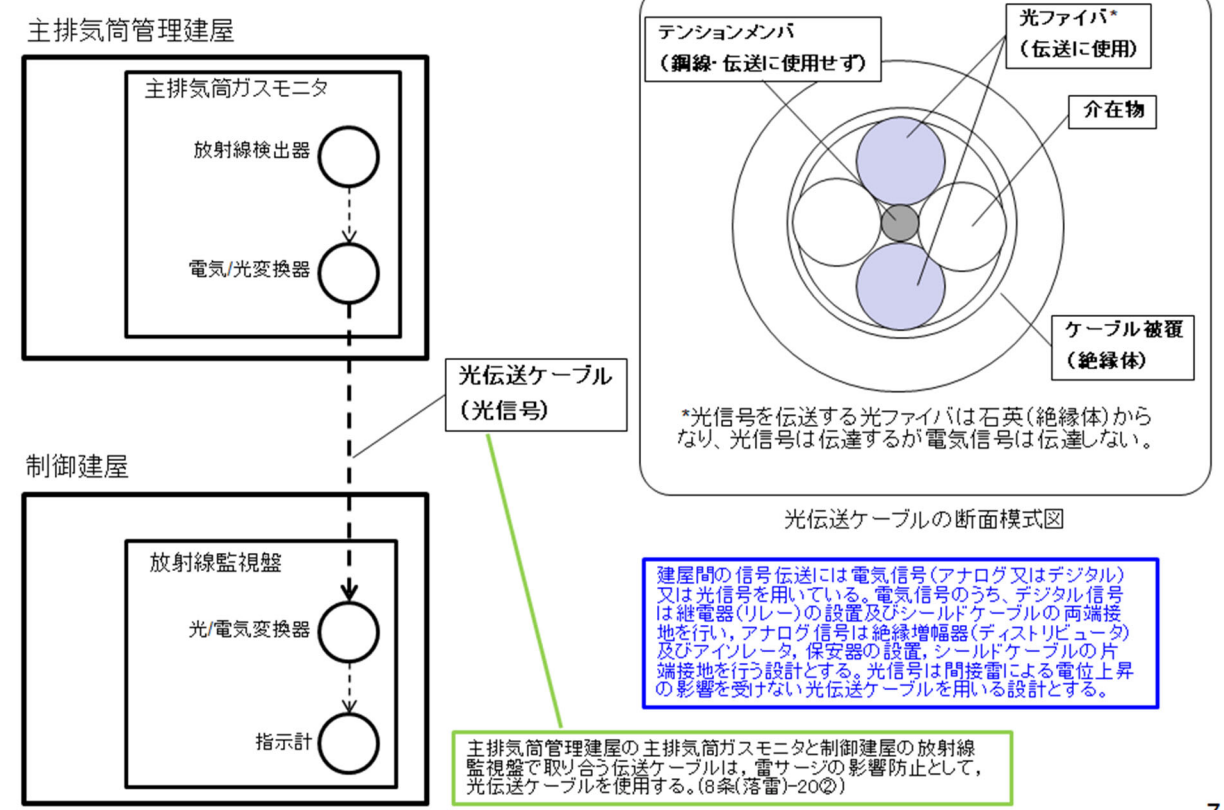 主排気筒管理建屋
主排気筒ガスモニタ
放射線検出器
電気/光変換器
光伝送ケーブル
(光信号)
制御建屋
放射線監視盤
光/電気変換器
指示計
テンションメンバ
(鋼線・伝送に使用せず)
光ファイバ*
(伝送に使用)
介在物
ケーブル被覆
(絶縁体)
*光信号を伝送する光ファイバは石英(絶縁体)から
なり、光信号は伝達するが電気信号は伝達しない。
光伝送ケーブルの断面模式図
建屋間の信号伝送には電気信号(アナログ又はデジタル)
又は光信号を用いている。電気信号のうち、デジタル信号
は継電器(リレー)の設置及びシールドケーブルの両端接
地を行い,アナログ信号は絶縁増幅器(ディストリビュータ)
及びアイソレータ,保安器の設置,シールドケーブルの片
端接地を行う設計とする。光信号は間接雷による電位上昇
の影響を受けない光伝送ケーブルを用いる設計とする。
主排気筒管理建屋の主排気筒ガスモニタと制御建屋の放射線
監視盤で取り合う伝送ケーブルは,雷サージの影響防止として,
光伝送ケーブルを使用する。(8条(落雷)-20②)